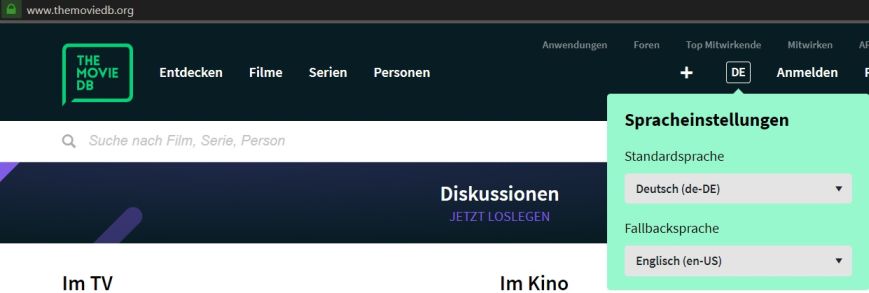 www.themoviedb.org
Anwendungen Foren Top Mitwirkende Mitwirken
THE
MOVIE
DB
Entdecken Filme Serien Personen + DE Anmelden
Suche nach Film, Serie, Person
Spracheinstellungen
Standardsprache
Deutsch (de-DE)
Fallbacksprache
Englisch (en-US)
Diskussionen
JETZT LOSLEGEN
Im TV Im Kino